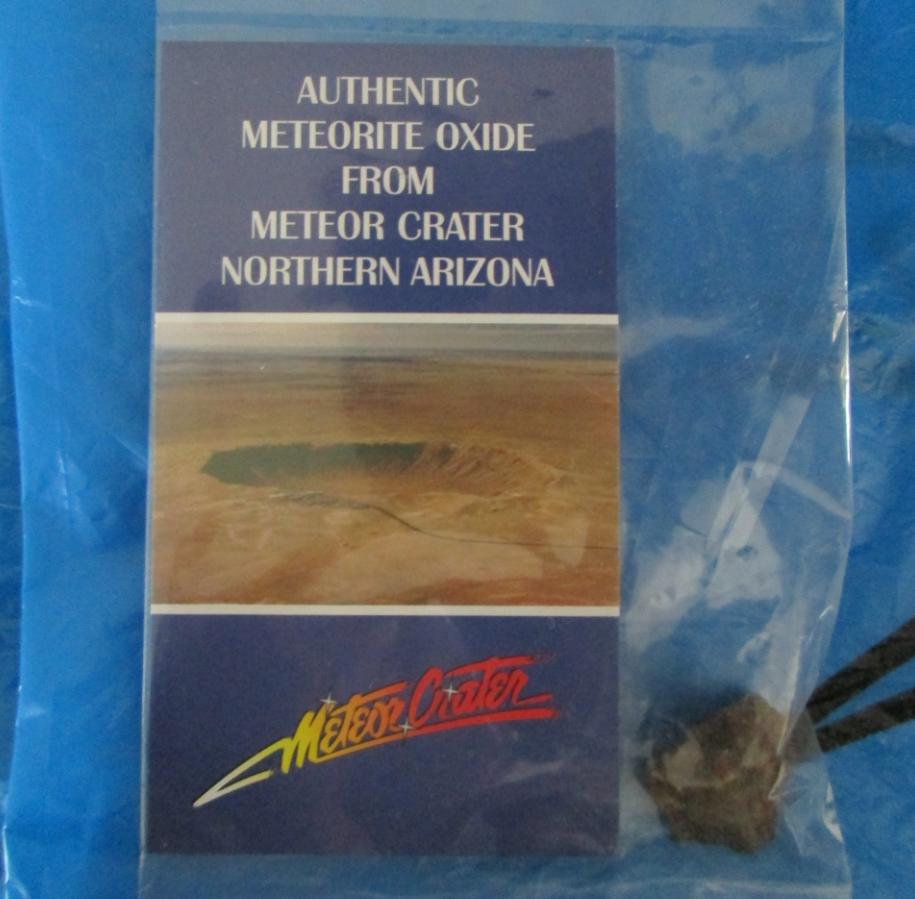 AUTHENTIC
METEORITE OXIDE
FROM
METEOR CRATER
NORTHERN ARIZONA
Meteor Crater